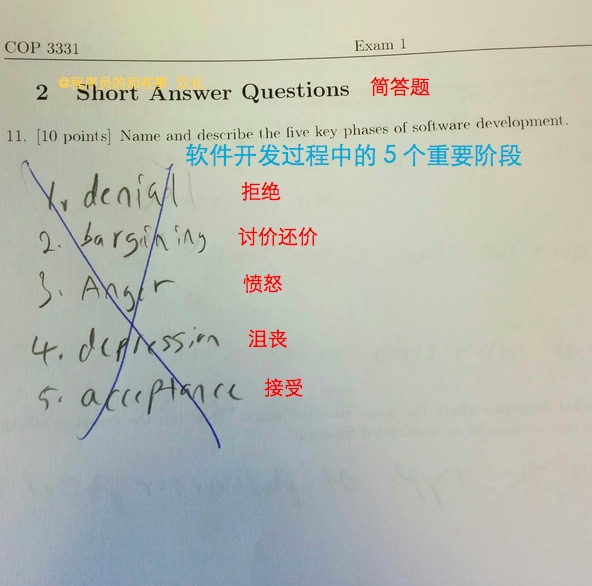 COP 3331 Exam 1
@程序员的那些事 汉化
2 Short Answer Questions 简答题
11. [10 points] Name and describe the five key phases of software development.
软件开发过程中的 5 个重要阶段
1. denial 拒绝
2. bargining 讨价还价
3. Anger 愤怒
4. depression 沮丧
5. acceptance 接受